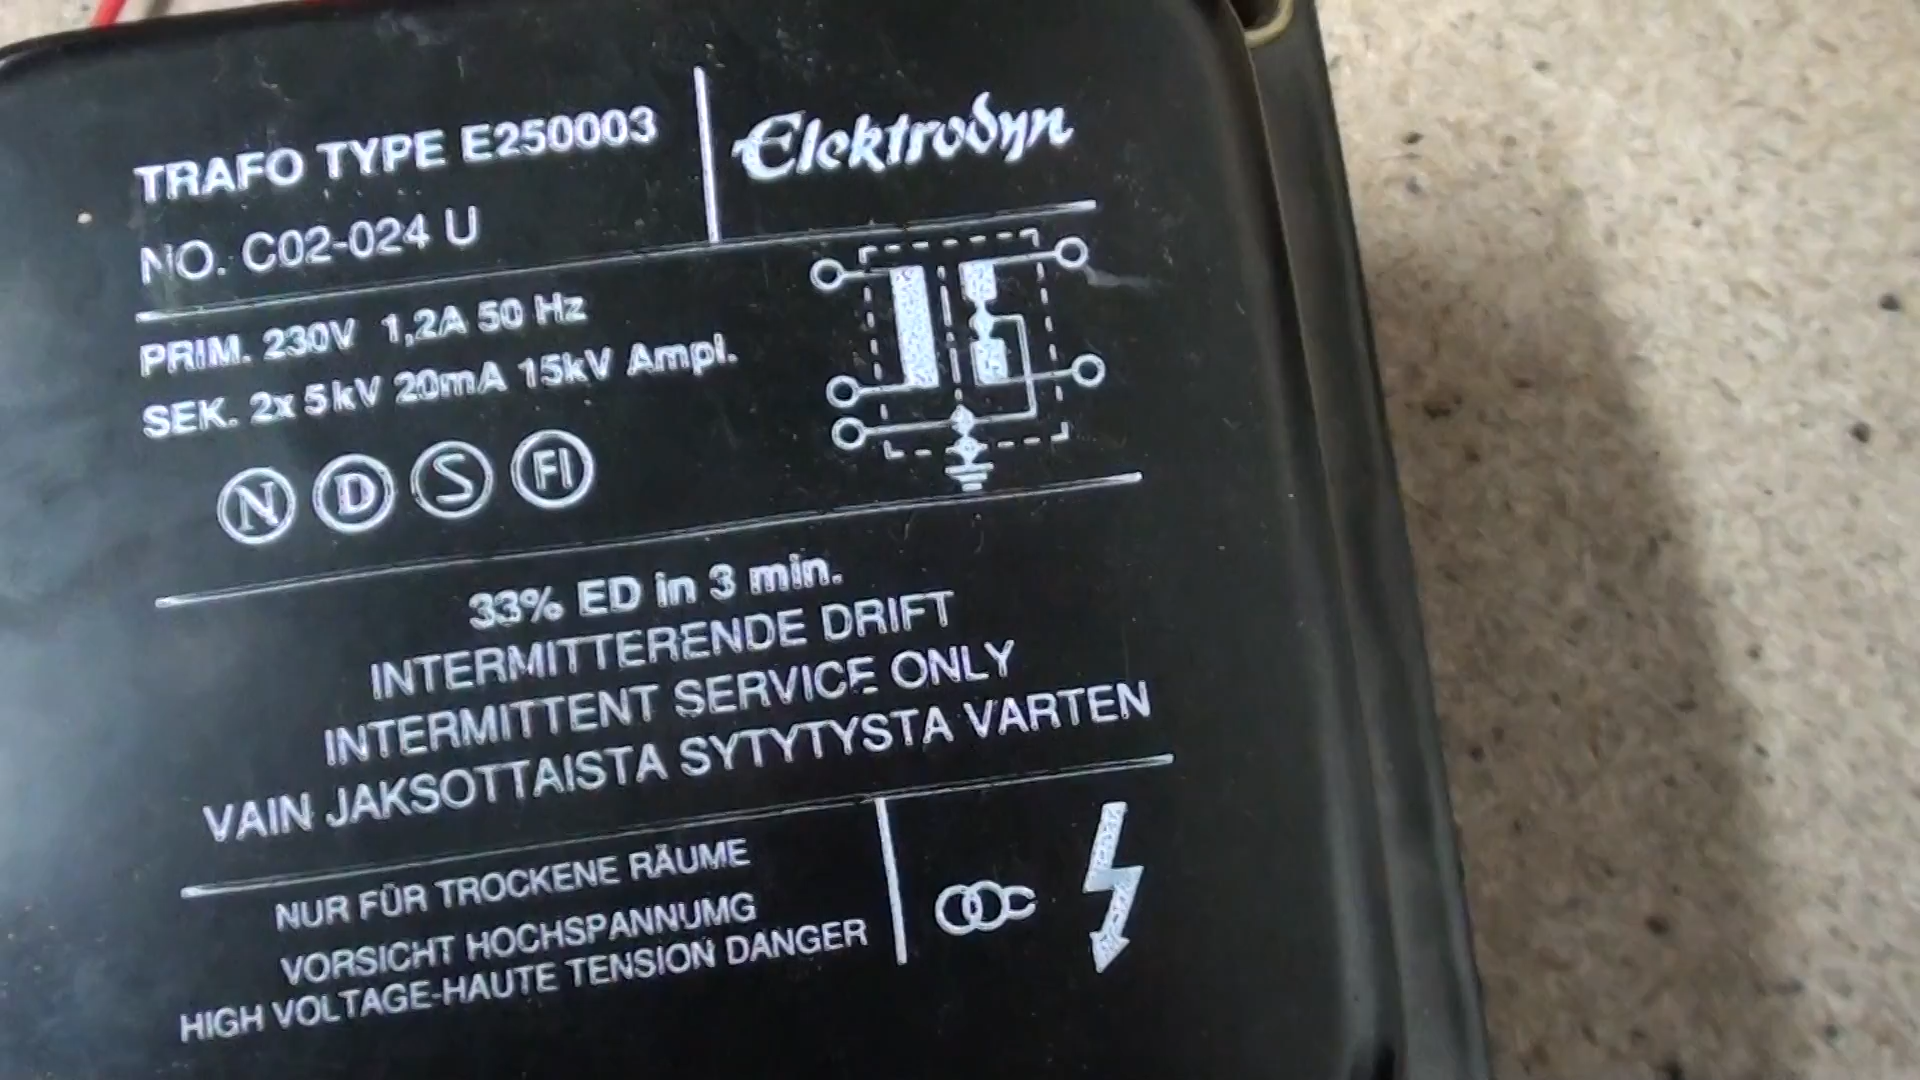 TRAFO TYPE E250003
NO. C02-024 U
Elektrodyn
PRIM. 230V 1,2A 50 Hz
SEK. 2x 5kV 20mA 15kV Ampl.
N D S FI
33% ED in 3 min.
INTERMITTERENDE DRIFT
INTERMITTENT SERVICE ONLY
VAIN JAKSOTTAISTA SYTYTYSTA VARTEN
NUR FÜR TROCKENE RÄUME
VORSICHT HOCHSPANNUMG
HIGH VOLTAGE-HAUTE TENSION DANGER